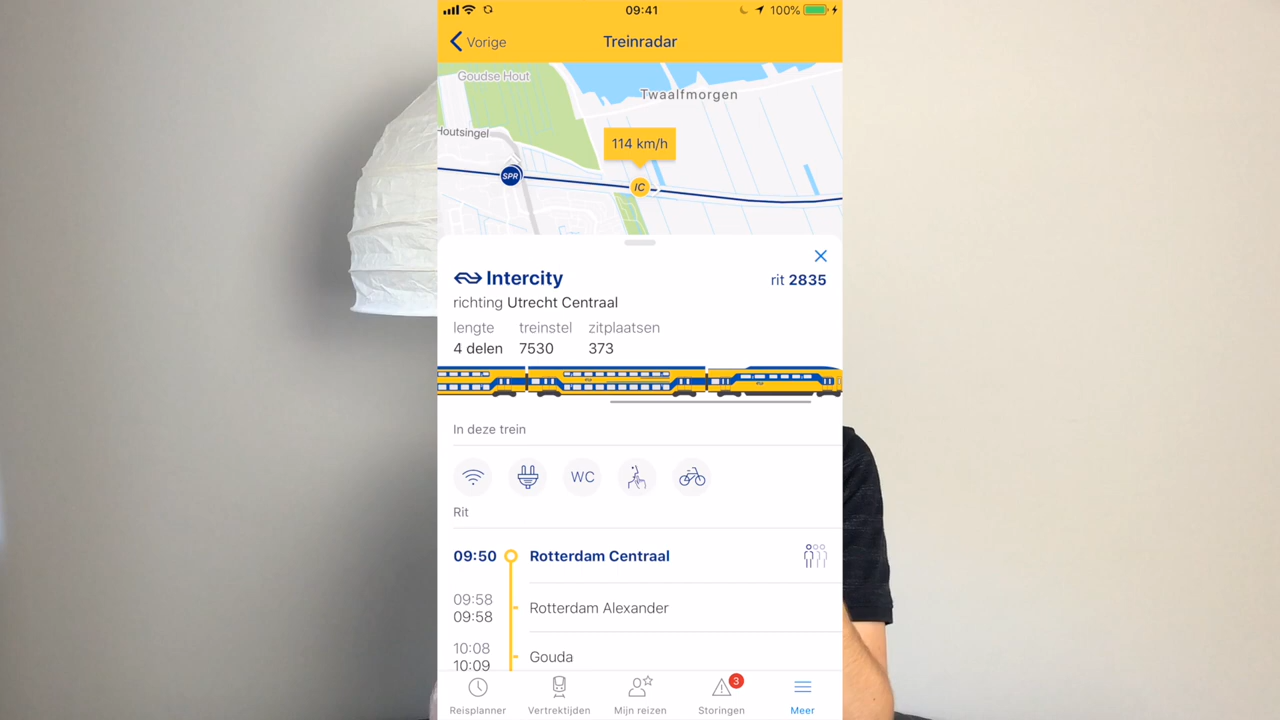 09:41
100%
Vorige
Treinradar
Goudse Hout
Twaalfmorgen
Houtsingel
114 km/h
SPR
IC
Intercity
rit 2835
richting Utrecht Centraal
lengte treinstel zitplaatsen
4 delen 7530 373
In deze trein
WC
Rit
09:50 Rotterdam Centraal
09:58
09:58
Rotterdam Alexander
10:08
10:09
Gouda
3
Reisplanner Vertrektijden Mijn reizen Storingen Meer